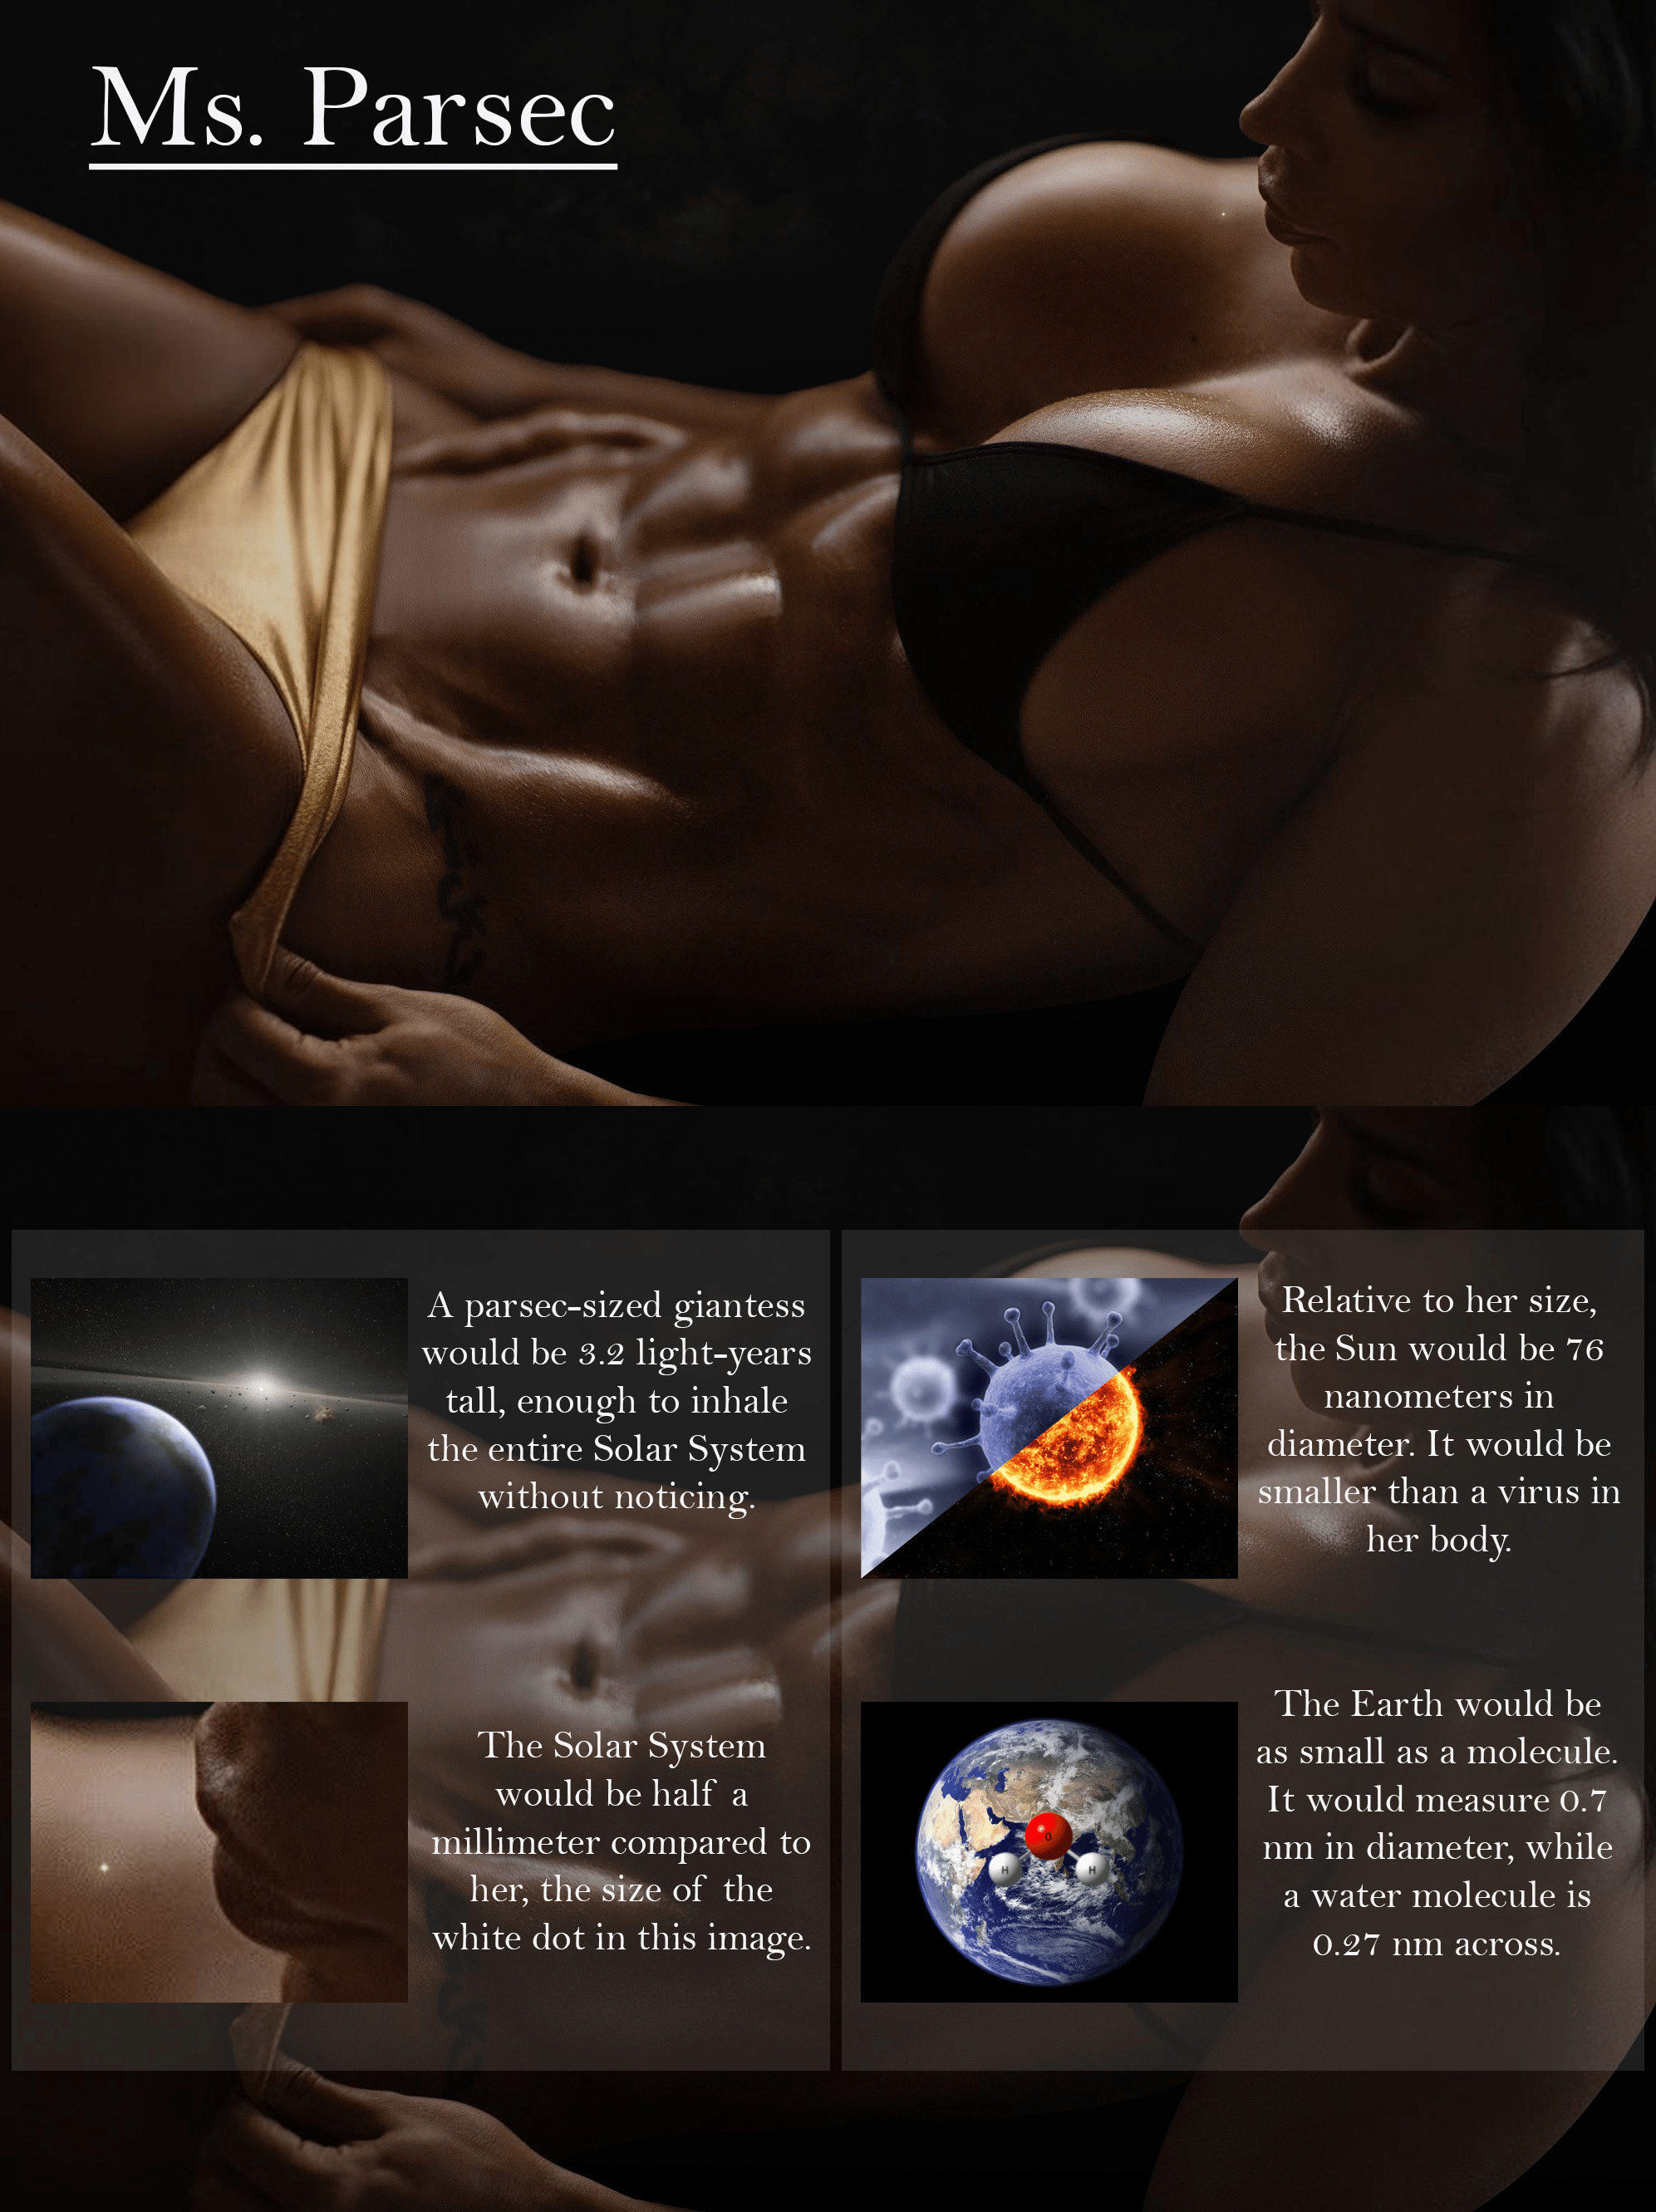 Ms. Parsec
A parsec-sized giantess
would be 3.2 light-years
tall, enough to inhale
the entire Solar System
without noticing.
The Solar System
would be half a
millimeter compared to
her, the size of the
white dot in this image.
Relative to her size,
the Sun would be 76
nanometers in
diameter. It would be
smaller than a virus in
her body.
The Earth would be
as small as a molecule.
It would measure 0.7
nm in diameter, while
a water molecule is
0.27 nm across.
O
H
H